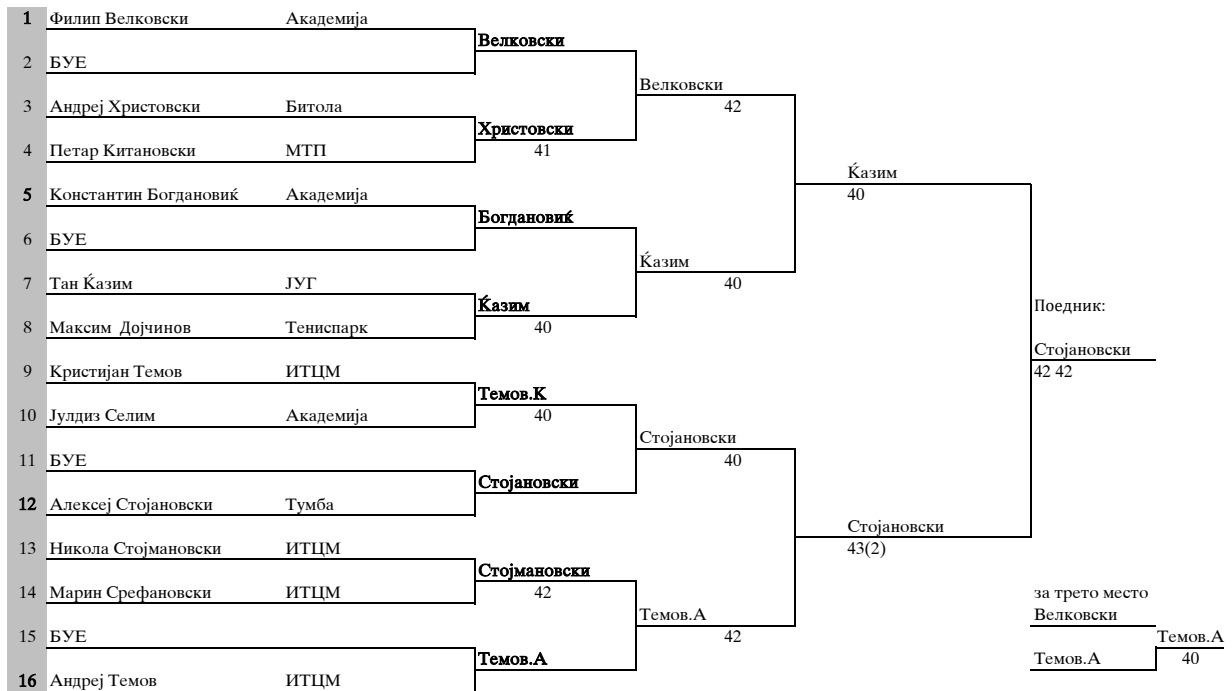 1 Филип Велковски Академија
Велковски
2 БУЕ
Велковски
42
3 Андреј Христовски Битола
Христовски
41
4 Петар Китановски МТП
Ќазим
40
5 Константин Богдановиќ Академија
Богдановиќ
6 БУЕ
Ќазим
40
7 Тан Ќазим ЈУГ
Ќазим
40
8 Максим Дојчинов Тениспарк
Поедник:
Стојановски
42 42
9 Кристијан Темов ИТЦМ
Темов.К
40
10 Јулдиз Селим Академија
Стојановски
40
11 БУЕ
Стојановски
12 Алексеј Стојановски Тумба
Стојановски
43(2)
13 Никола Стојмановски ИТЦМ
Стојмановски
42
14 Марин Срефановски ИТЦМ
Темов.А
42
15 БУЕ
Темов.А
16 Андреј Темов ИТЦМ
за трето место
Велковски
Темов.А
40
Темов.А